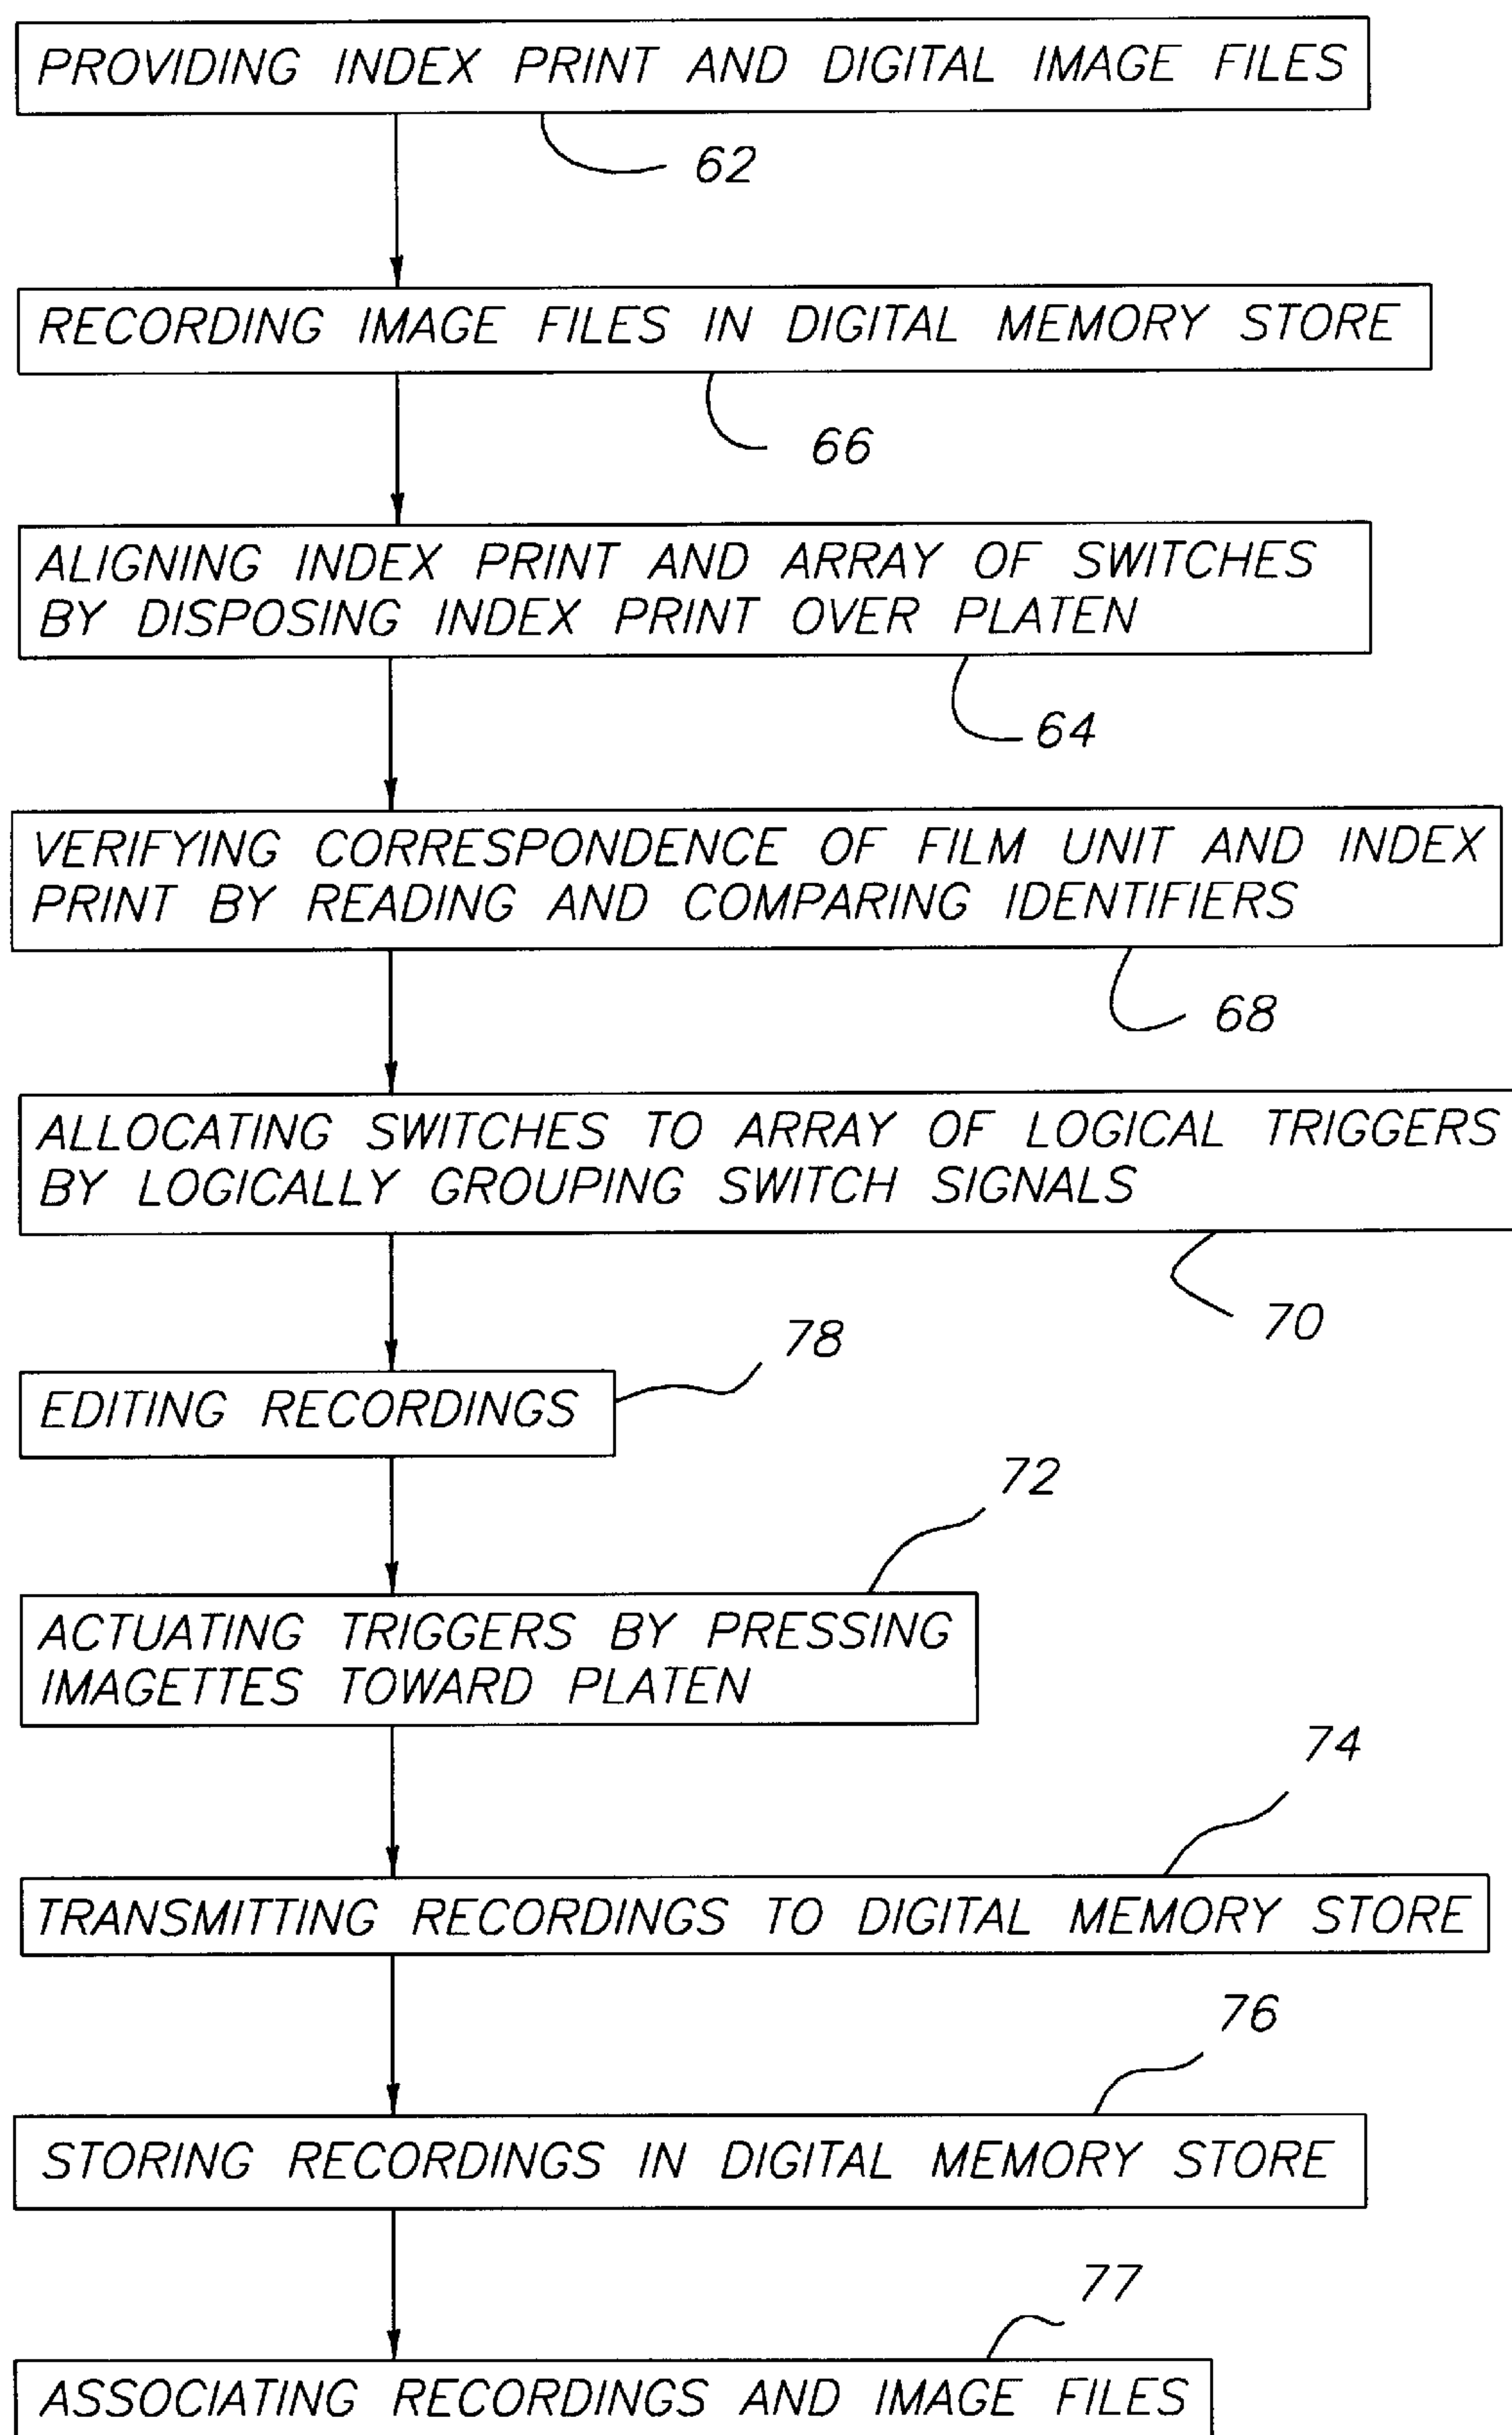 PROVIDING INDEX PRINT AND DIGITAL IMAGE FILES
62
RECORDING IMAGE FILES IN DIGITAL MEMORY STORE
66
ALIGNING INDEX PRINT AND ARRAY OF SWITCHES
BY DISPOSING INDEX PRINT OVER PLATEN
64
VERIFYING CORRESPONDENCE OF FILM UNIT AND INDEX
PRINT BY READING AND COMPARING IDENTIFIERS
68
ALLOCATING SWITCHES TO ARRAY OF LOGICAL TRIGGERS
BY LOGICALLY GROUPING SWITCH SIGNALS
70
78
EDITING RECORDINGS
72
ACTUATING TRIGGERS BY PRESSING
IMAGETTES TOWARD PLATEN
74
TRANSMITTING RECORDINGS TO DIGITAL MEMORY STORE
76
STORING RECORDINGS IN DIGITAL MEMORY STORE
77
ASSOCIATING RECORDINGS AND IMAGE FILES